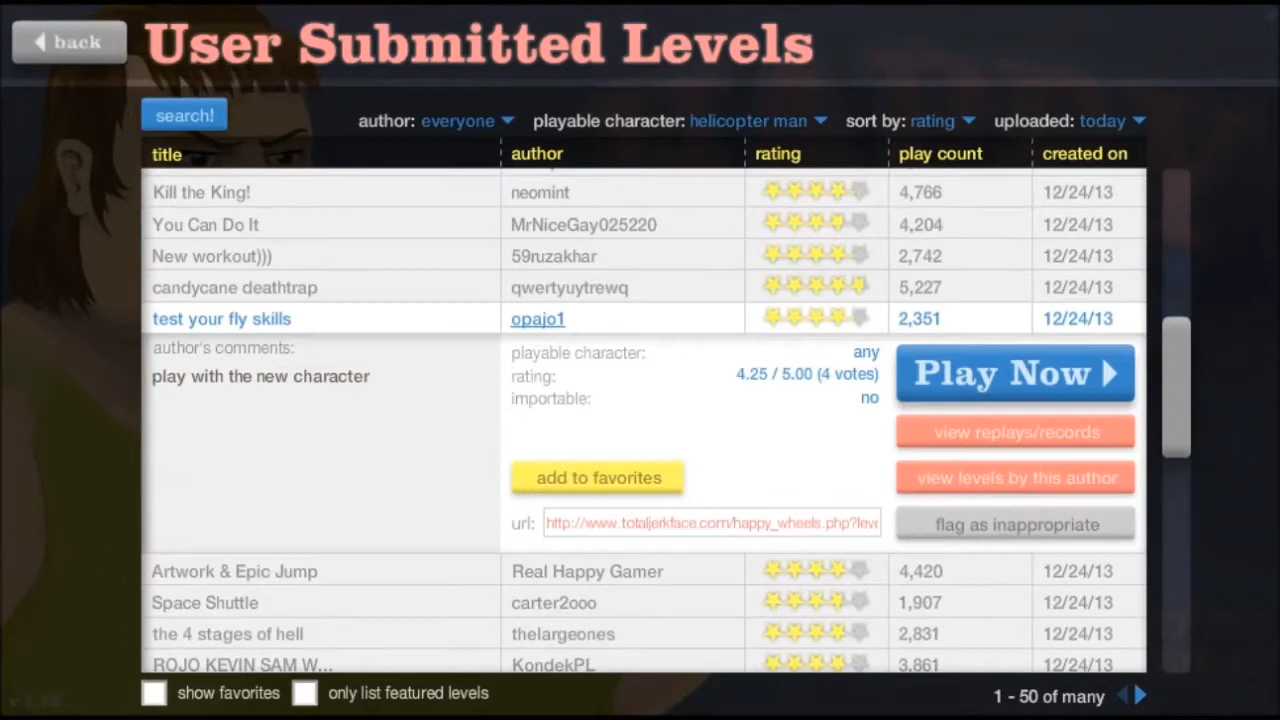 back
User Submitted Levels
search!
author: everyone playable character: helicopter man sort by: rating uploaded: today
title author rating play count created on
Kill the King! neomint 4,766 12/24/13
You Can Do It MrNiceGay025220 4,204 12/24/13
New workout))) 59ruzakhar 2,742 12/24/13
candycane deathtrap qwertyuytrewq 5,227 12/24/13
test your fly skills opajo1 2,351 12/24/13
author's comments:
play with the new character
playable character: any
rating: 4.25 / 5.00 (4 votes)
importable: no
Play Now
view replays/records
add to favorites
view levels by this author
url: http://www.totaljerkface.com/happy_wheels.php?leve
flag as inappropriate
Artwork & Epic Jump Real Happy Gamer 4,420 12/24/13
Space Shuttle carter2ooo 1,907 12/24/13
the 4 stages of hell thelargeones 2,831 12/24/13
ROJO KEVIN SAM W... KondekPL 3,861 12/24/13
show favorites only list featured levels
1 - 50 of many